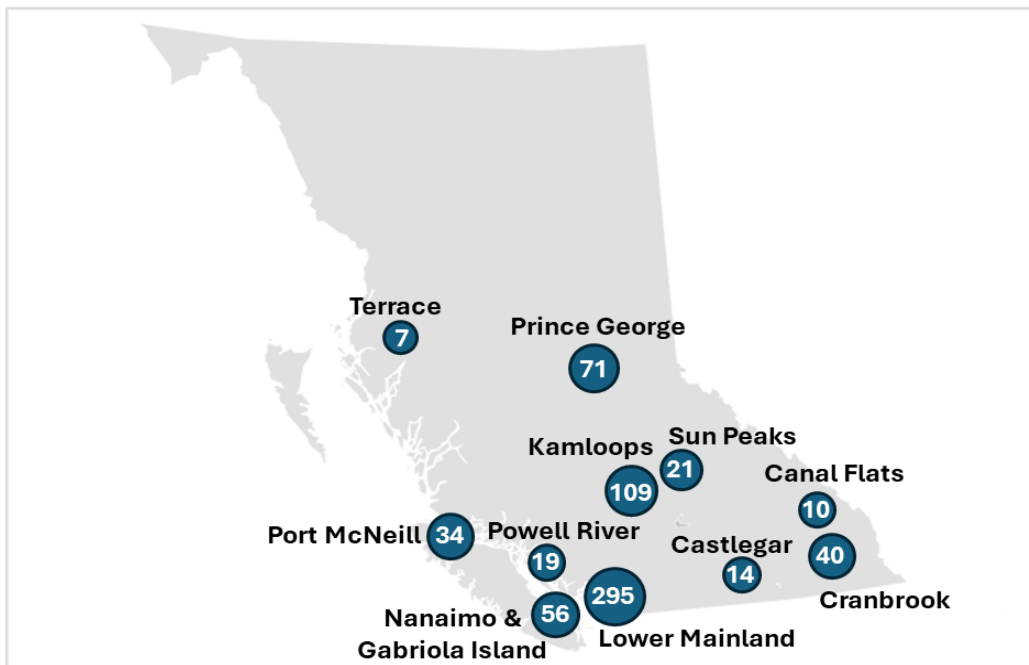 Terrace
7
Prince George
71
Kamloops
109
Sun Peaks
21
Canal Flats
10
Port McNeill
34
Powell River
19
Castlegar
14
40
Cranbrook
Nanaimo &
Gabriola Island
56
295
Lower Mainland